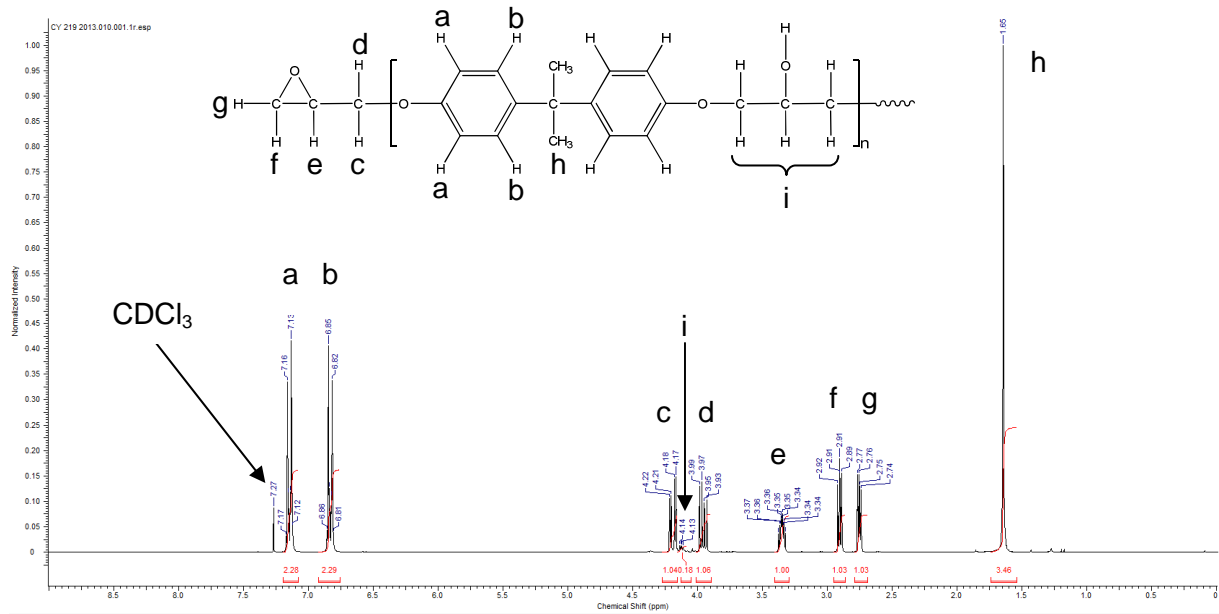 CY 219 2013.010.001.1r.esp
a b
d
H H H H H
O H H CH3 O H H
g H O O
H H H CH3 H H H
n
f e c H H h H H
a b i
1.65
h
Normalized Intensity
1.00
0.95
0.90
0.85
0.80
0.75
0.70
0.65
0.60
0.55
0.50
0.45
0.40
0.35
0.30
0.25
0.20
0.15
0.10
0.05
0
CDCl3
a b
i
c d
e
f g
7.27
7.17
7.16
7.13
7.12
6.86
6.85
6.82
6.81
4.22
4.21
4.18
4.17
4.14
4.13
3.99
3.97
3.95
3.93
3.37
3.36
3.36
3.35
3.35
3.34
3.34
3.34
2.92
2.91
2.91
2.89
2.77
2.76
2.75
2.74
2.28 2.29 1.04 0.18 1.06 1.00 1.03 1.03 3.46
8.5 8.0 7.5 7.0 6.5 6.0 5.5 5.0 4.5 4.0 3.5 3.0 2.5 2.0 1.5 1.0 0.5 0
Chemical Shift (ppm)